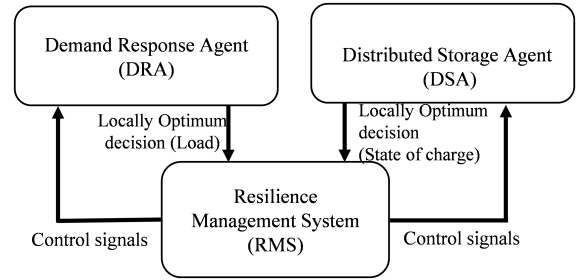 Demand Response Agent
(DRA)
Distributed Storage Agent
(DSA)
Locally Optimum
decision (Load)
Locally Optimum
decision
(State of charge)
Resilience
Management System
(RMS)
Control signals
Control signals